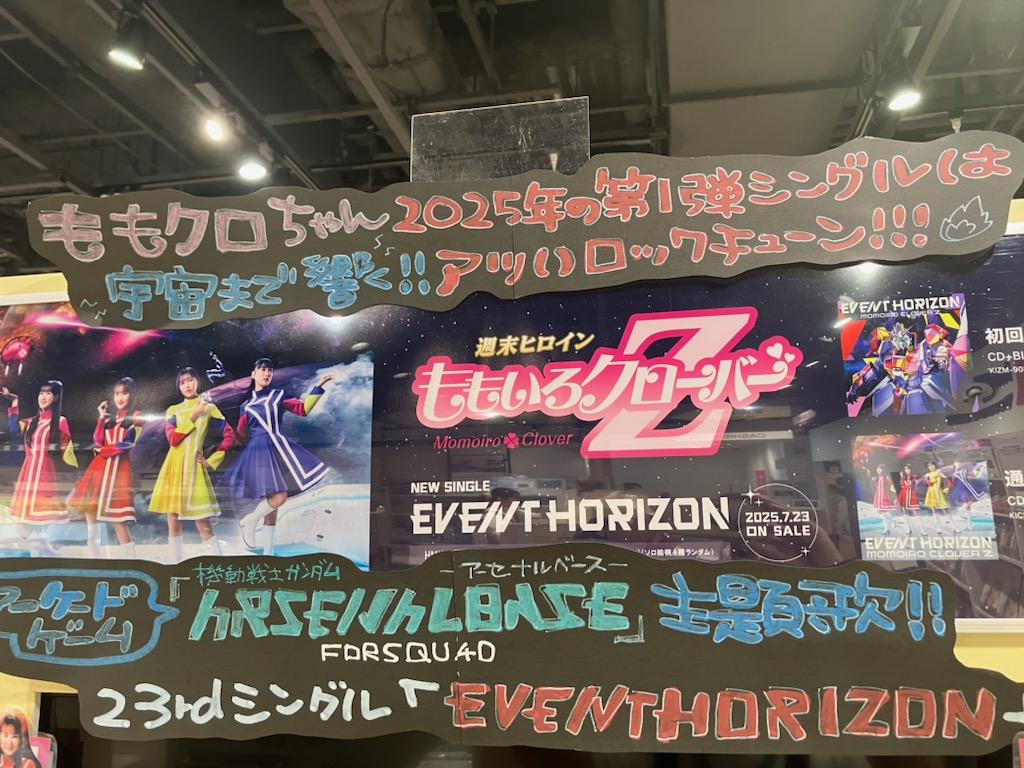 ももクロちゃん2025年の第1弾シングルは
宇宙まで響く!!アツいロックチューン!!!
週末ヒロイン
ももいろクローバーZ
Momoiro Clover
NEW SINGLE
EVENT HORIZON
2025.7.23
ON SALE
EVENT HORIZON
MOMOIRO CLOVER Z
初回
CD+
EVENT HORIZON
MOMOIRO CLOVER Z
通
CD
アーケード
ゲーム
機動戦士ガンダム
-アーセナルベース-
「ARSENALBASE」主題歌!!
FORSQUAD
23rdシングル「EVENTHORIZON